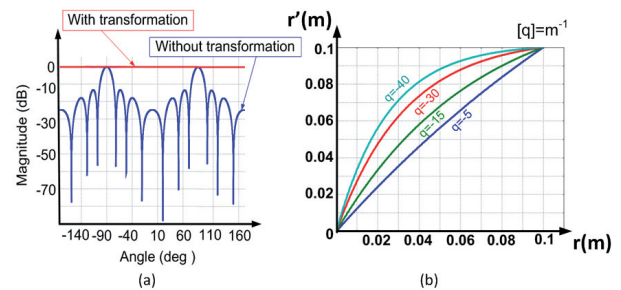 With transformation
Without transformation
Magnitude (dB)
0
-10
-30
-50
-70
-140 -90 -40 10 60 110 160
Angle (deg )
(a)
r'(m)
[q]=m-1
0.1
0.08
0.06
0.04
0.02
0
q=-40
q=-30
q=-15
q=-5
0.02 0.04 0.06 0.08 0.1
r(m)
(b)